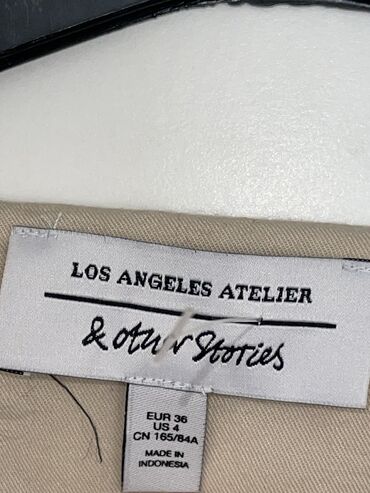 LOS ANGELES ATELIER
& other Stories
EUR 36
US 4
CN 165/84A
MADE IN
INDONESIA